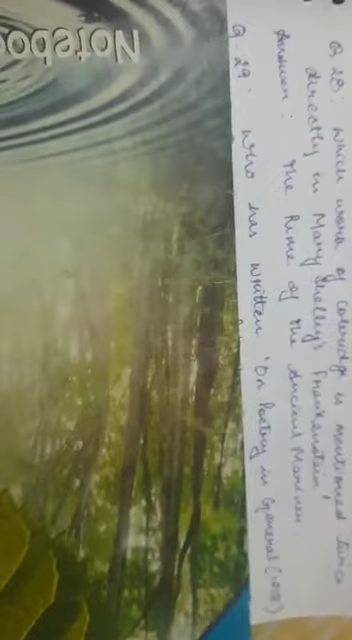 Q 28: Which work of Coleridge is mentioned twice
directly in Mary Shelley's 'Frankenstein'
Answer: The Rime of the Ancient Mariner
Q. 29: Who has written 'On Poetry in General (
Notebo